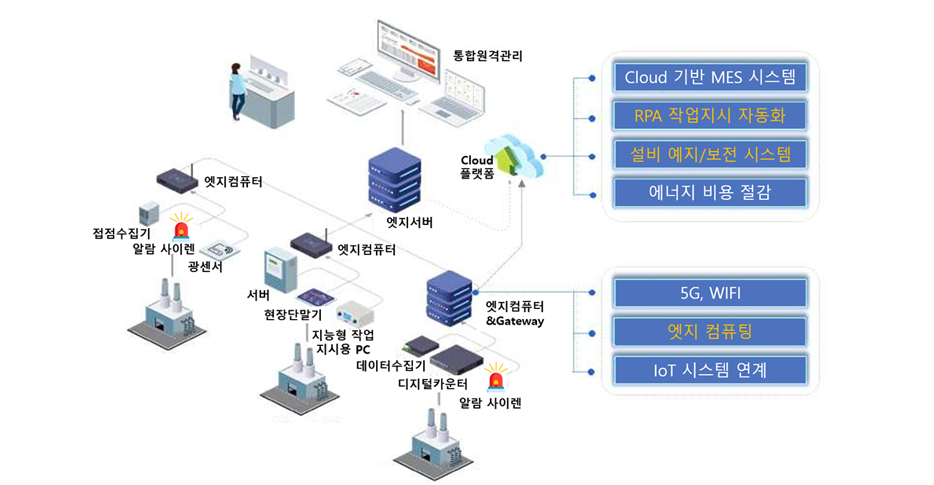 통합원격관리
Cloud 기반 MES 시스템
RPA 작업지시 자동화
설비 예지/보전 시스템
에너지 비용 절감
Cloud
플랫폼
엣지컴퓨터
엣지서버
접점수집기
알람 사이렌
광센서
엣지컴퓨터
서버
현장단말기
지능형 작업
지시용 PC
엣지컴퓨터
&Gateway
5G, WIFI
엣지 컴퓨팅
IoT 시스템 연계
데이터수집기
디지털카운터
알람 사이렌